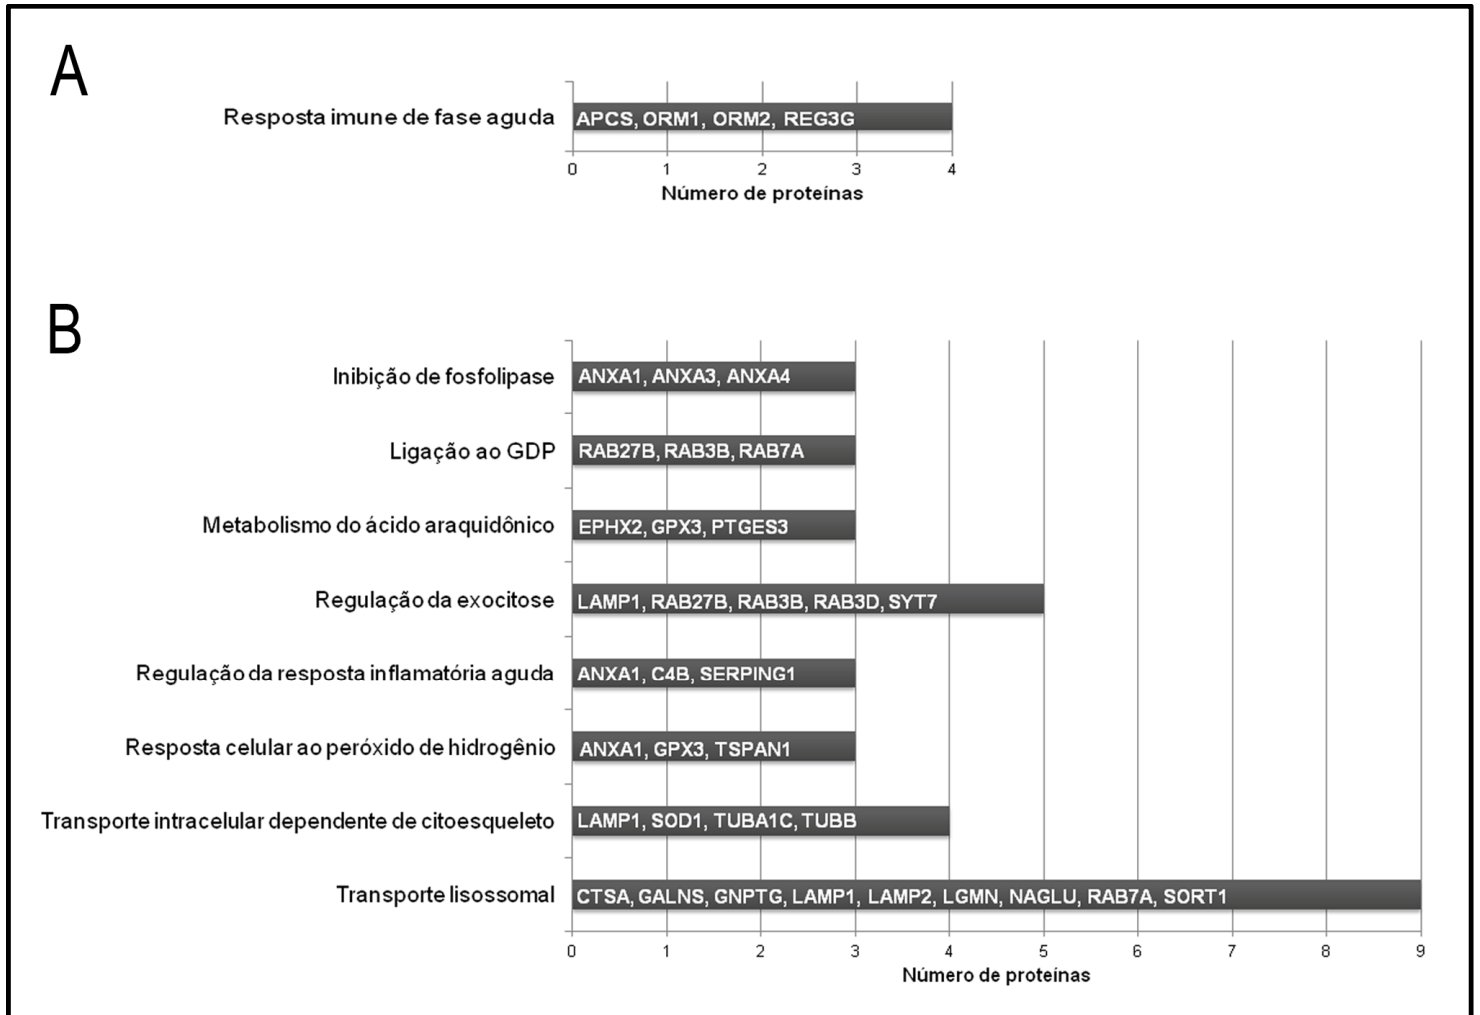 A
Resposta imune de fase aguda
APCS, ORM1, ORM2, REG3G
0 1 2 3 4
Número de proteínas
B
Inibição de fosfolipase
ANXA1, ANXA3, ANXA4
Ligação ao GDP
RAB27B, RAB3B, RAB7A
Metabolismo do ácido araquidônico
EPHX2, GPX3, PTGES3
Regulação da exocitose
LAMP1, RAB27B, RAB3B, RAB3D, SYT7
Regulação da resposta inflamatória aguda
ANXA1, C4B, SERPING1
Resposta celular ao peróxido de hidrogênio
ANXA1, GPX3, TSPAN1
Transporte intracelular dependente de citoesqueleto
LAMP1, SOD1, TUBA1C, TUBB
Transporte lisossomal
CTSA, GALNS, GNPTG, LAMP1, LAMP2, LGMN, NAGLU, RAB7A, SORT1
0 1 2 3 4 5 6 7 8 9
Número de proteínas